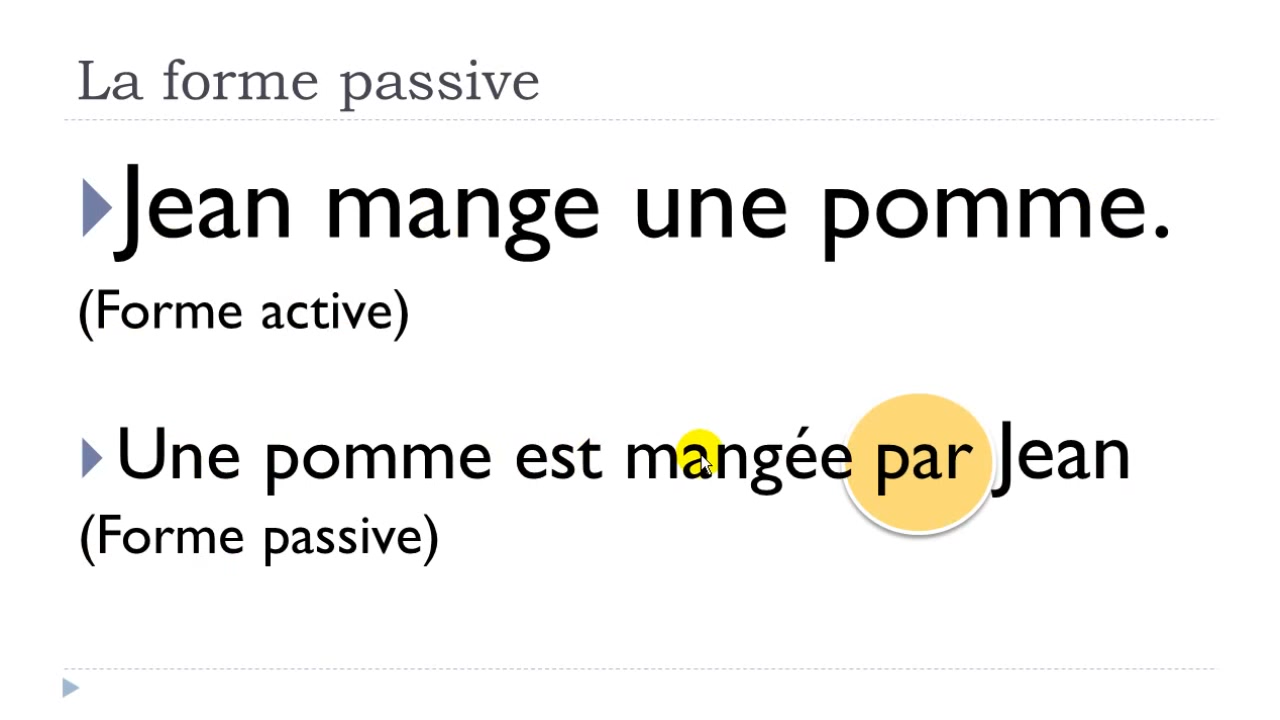 La forme passive
Jean mange une pomme.
(Forme active)
Une pomme est mangée par Jean
(Forme passive)